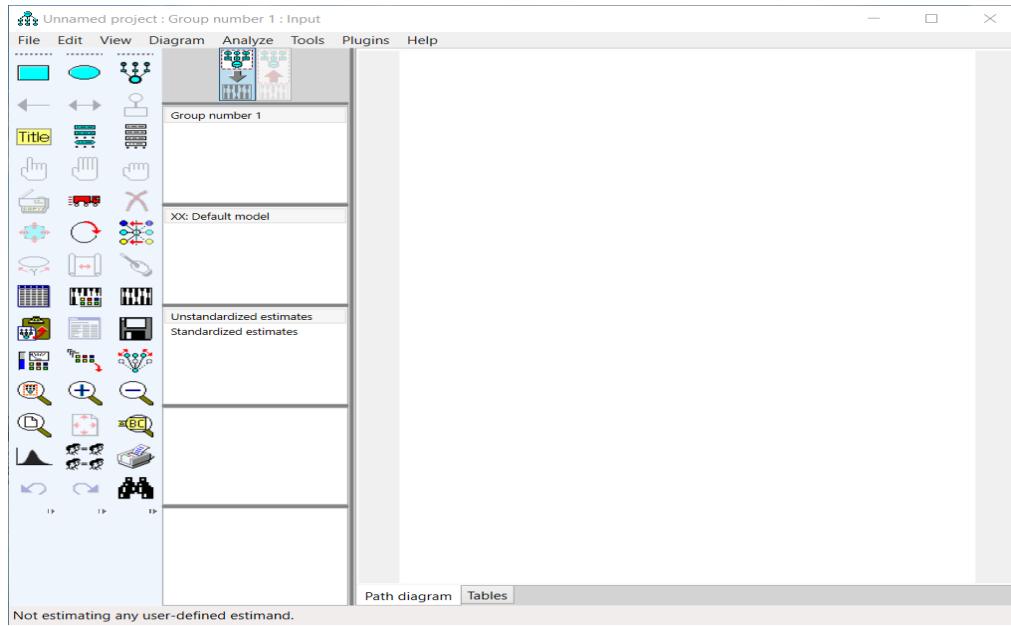 Unnamed project : Group number 1 : Input
File Edit View Diagram Analyze Tools Plugins Help
Title
Group number 1
XX: Default model
Unstandardized estimates
Standardized estimates
Path diagram Tables
Not estimating any user-defined estimand.